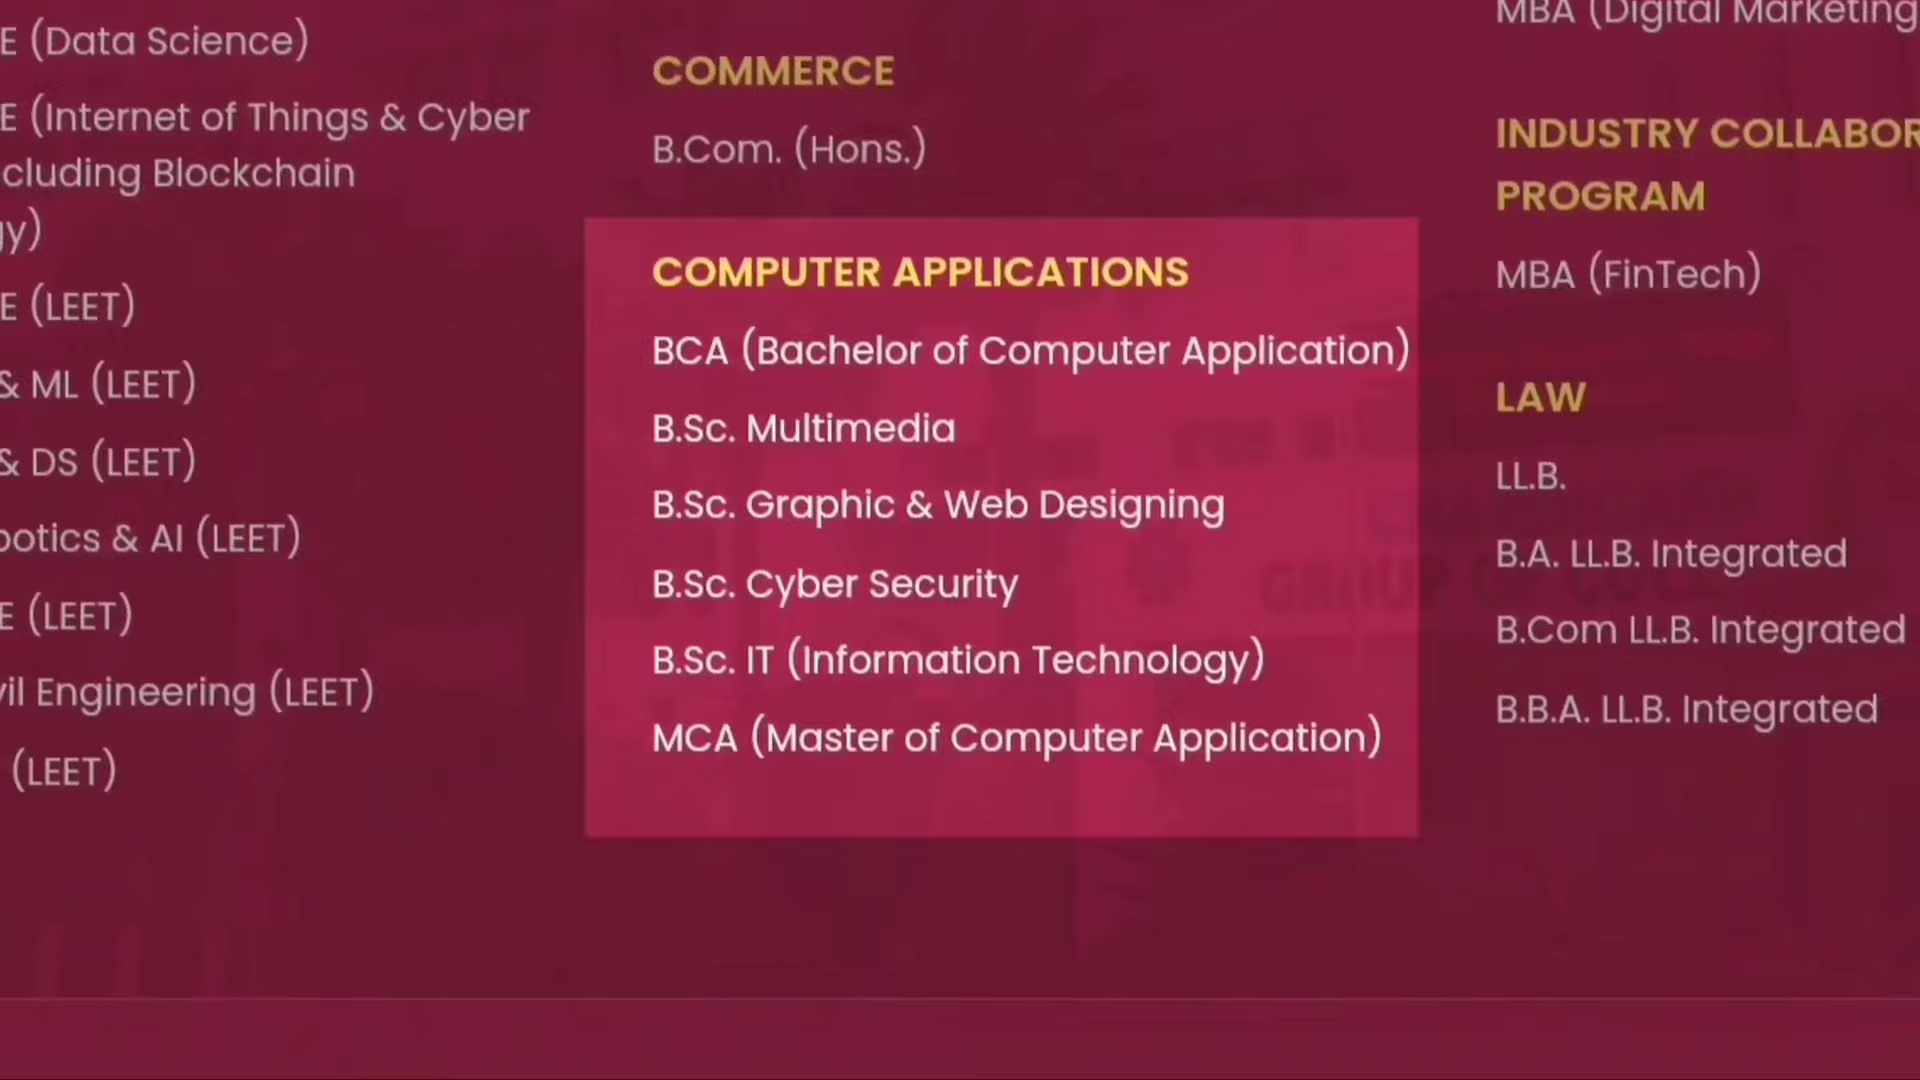 E (Data Science)
E (Internet of Things & Cyber
cluding Blockchain
gy)
E (LEET)
& ML (LEET)
& DS (LEET)
botics & AI (LEET)
E (LEET)
vil Engineering (LEET)
(LEET)
COMMERCE
B.Com. (Hons.)
COMPUTER APPLICATIONS
BCA (Bachelor of Computer Application)
B.Sc. Multimedia
B.Sc. Graphic & Web Designing
B.Sc. Cyber Security
B.Sc. IT (Information Technology)
MCA (Master of Computer Application)
MBA (Digital Marketing
INDUSTRY COLLABOR
PROGRAM
MBA (FinTech)
LAW
LL.B.
B.A. LL.B. Integrated
B.Com LL.B. Integrated
B.B.A. LL.B. Integrated
GROUP OF